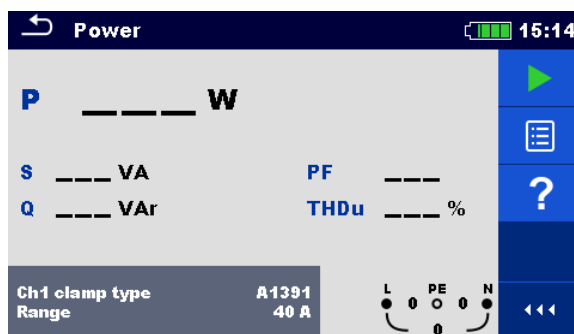 Power 15:14
P ___ W
S ___ VA PF ___
Q ___ VAr THDu ___ %
?
Ch1 clamp type A1391
Range 40 A
L PE N
0 0
0